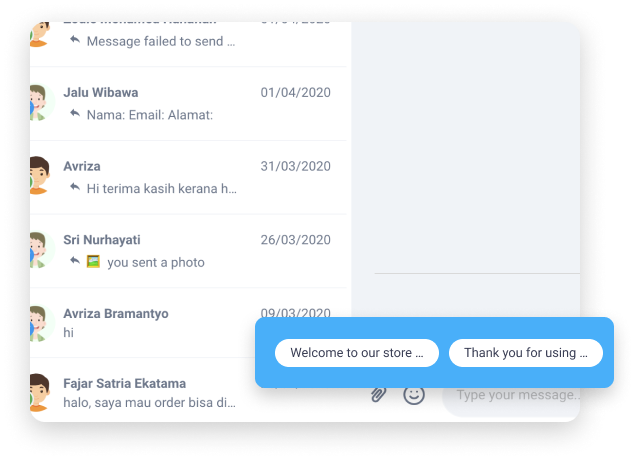 Message failed to send ...
Jalu Wibawa 01/04/2020
Nama: Email: Alamat:
Avriza 31/03/2020
Hi terima kasih kerana h...
Sri Nurhayati 26/03/2020
you sent a photo
Avriza Bramantyo 09/03/2020
hi
Welcome to our store ... Thank you for using ...
Fajar Satria Ekatama
halo, saya mau order bisa di...
Type your message..